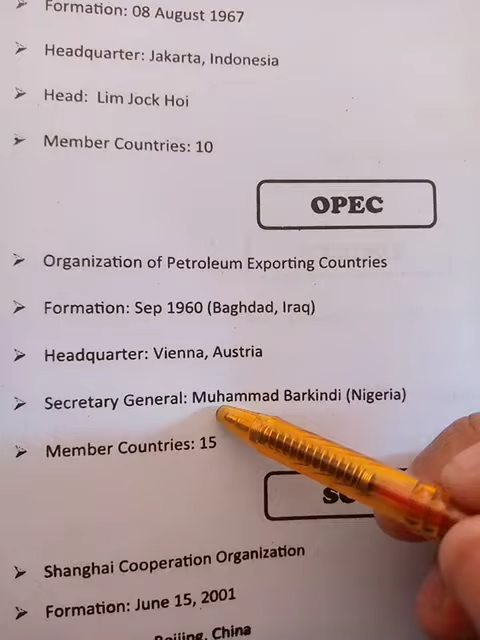 Formation: 08 August 1967
Headquarter: Jakarta, Indonesia
Head: Lim Jock Hoi
Member Countries: 10
OPEC
Organization of Petroleum Exporting Countries
Formation: Sep 1960 (Baghdad, Iraq)
Headquarter: Vienna, Austria
Secretary General: Muhammad Barkindi (Nigeria)
Member Countries: 15
Shanghai Cooperation Organization
Formation: June 15, 2001
Beijing, China